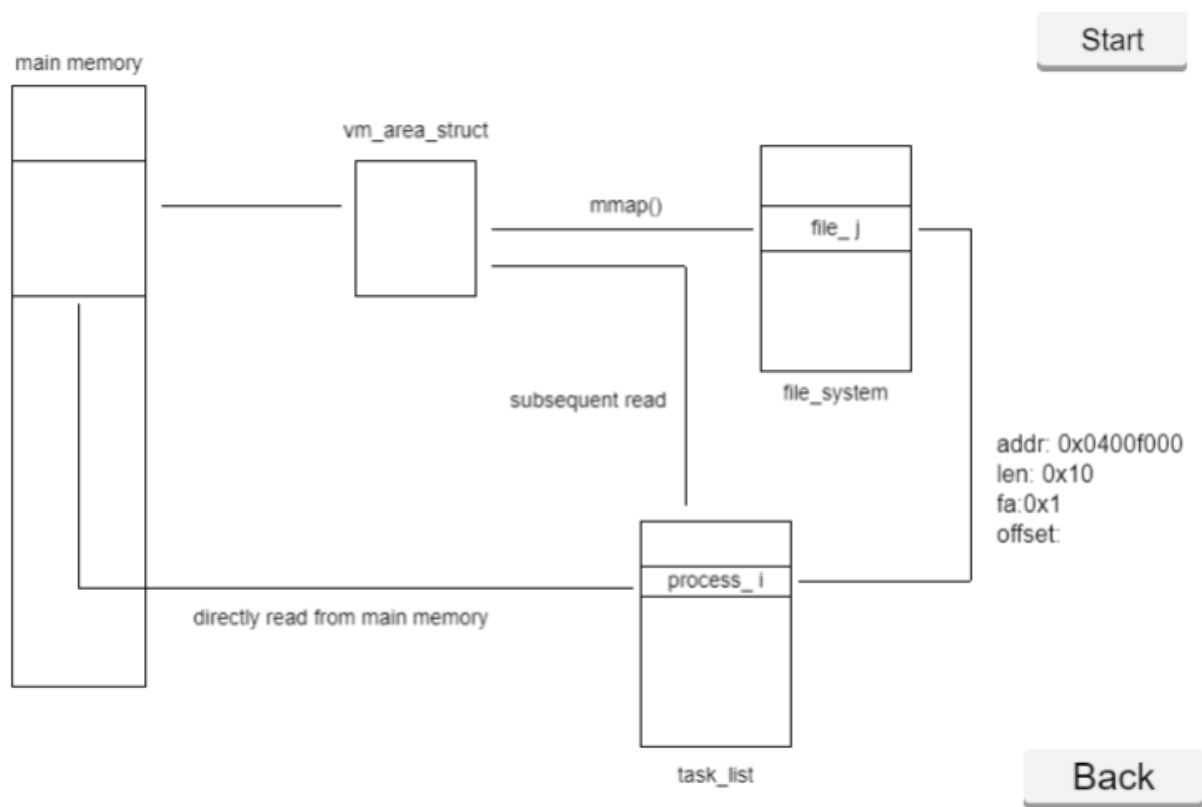 Start
main memory
vm_area_struct
mmap()
file_ j
subsequent read
file_system
addr: 0x0400f000
len: 0x10
fa:0x1
offset:
process_ i
directly read from main memory
task_list
Back